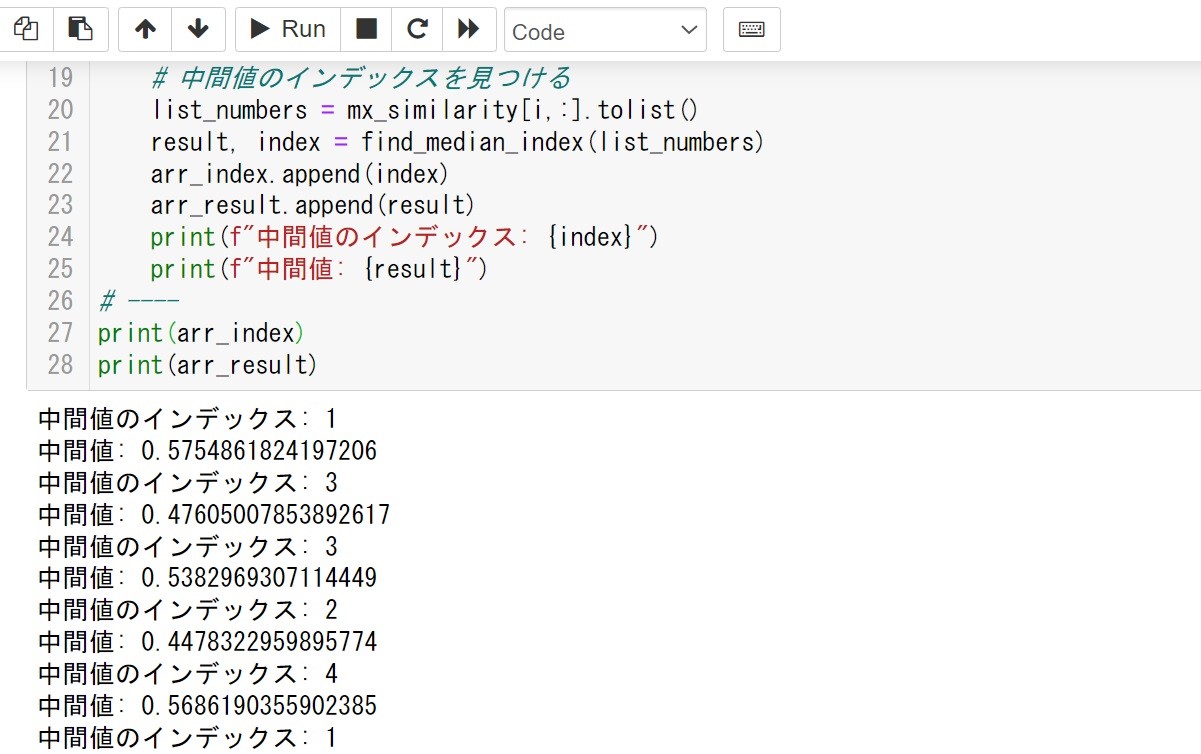 Run
Code
19 # 中間値のインデックスを見つける
20 list_numbers = mx_similarity[i,:].tolist()
21 result, index = find_median_index(list_numbers)
22 arr_index.append(index)
23 arr_result.append(result)
24 print(f"中間値のインデックス: {index}")
25 print(f"中間値: {result}")
26 # ----
27 print(arr_index)
28 print(arr_result)
中間値のインデックス: 1
中間値: 0.5754861824197206
中間値のインデックス: 3
中間値: 0.47605007853892617
中間値のインデックス: 3
中間値: 0.5382969307114449
中間値のインデックス: 2
中間値: 0.4478322959895774
中間値のインデックス: 4
中間値: 0.5686190355902385
中間値のインデックス: 1